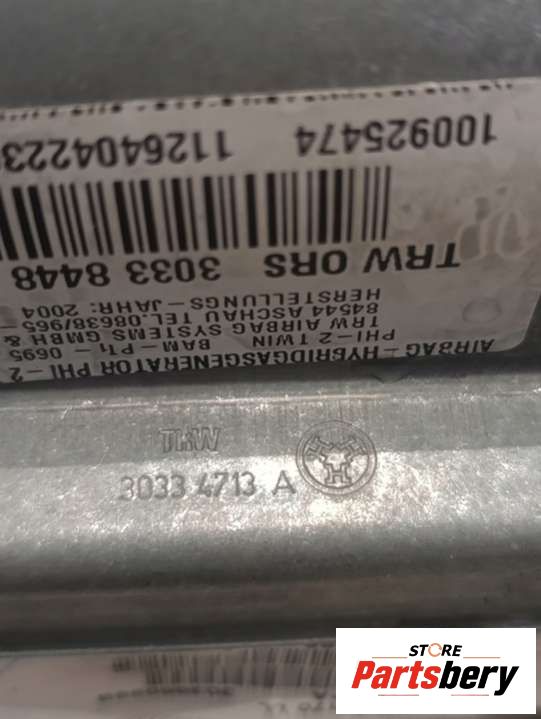 AIRBAG - HYBRIDGASGENERATOR PHI-2
PHI-2 TWIN BAM - PT1 - 0695
TRW AIRBAG SYSTEMS GMBH &
84544 ASCHAU TEL.08638/965 -
HERSTELLUNGS - JAHR: 2004
TRW ORS 3033 8448
100925474 1126404223
TRW
3033 4713 A
STORE
Partsbery